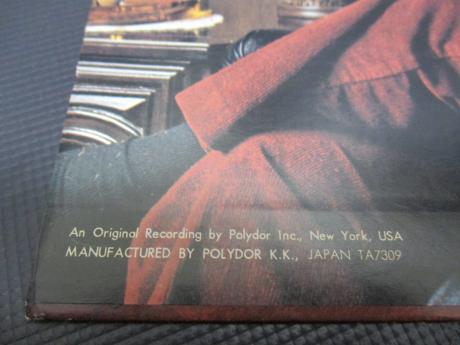 An Original Recording by Polydor Inc., New York, USA
MANUFACTURED BY POLYDOR K.K., JAPAN TA7309